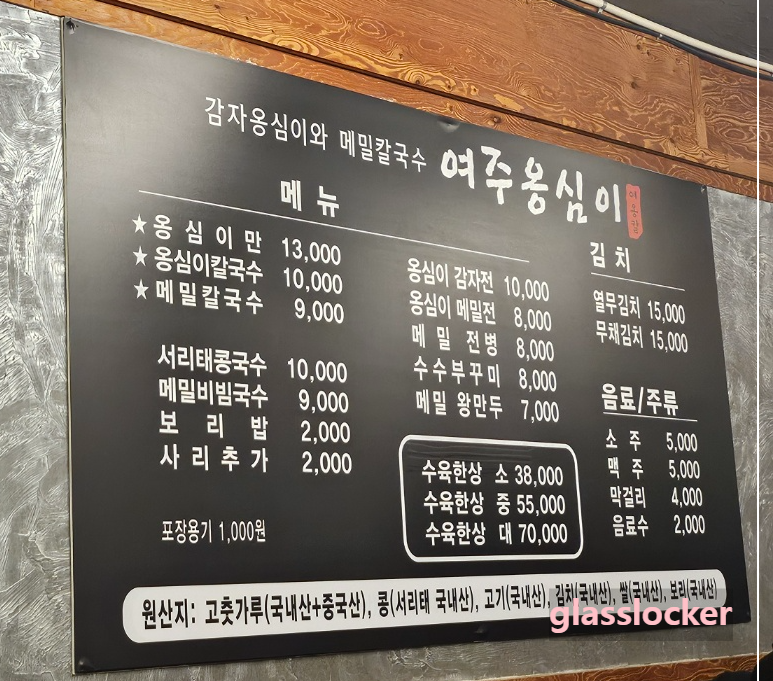 감자옹심이와 메밀칼국수 여주옹심이
메뉴
★ 옹심이만 13,000
★ 옹심이칼국수 10,000
★ 메밀칼국수 9,000
서리태콩국수 10,000
메밀비빔국수 9,000
보리밥 2,000
사리추가 2,000
포장용기 1,000원
옹심이 감자전 10,000
옹심이 메밀전 8,000
메밀 전병 8,000
수수부꾸미 8,000
메밀 왕만두 7,000
수육한상 소 38,000
수육한상 중 55,000
수육한상 대 70,000
김치
열무김치 15,000
무채김치 15,000
음료/주류
소주 5,000
맥주 5,000
막걸리 4,000
음료수 2,000
원산지: 고춧가루(국내산+중국산), 콩(서리태 국내산), 고기(국내산), 김치(국내산), 쌀(국내산), 보리(국내산)
glasslocker